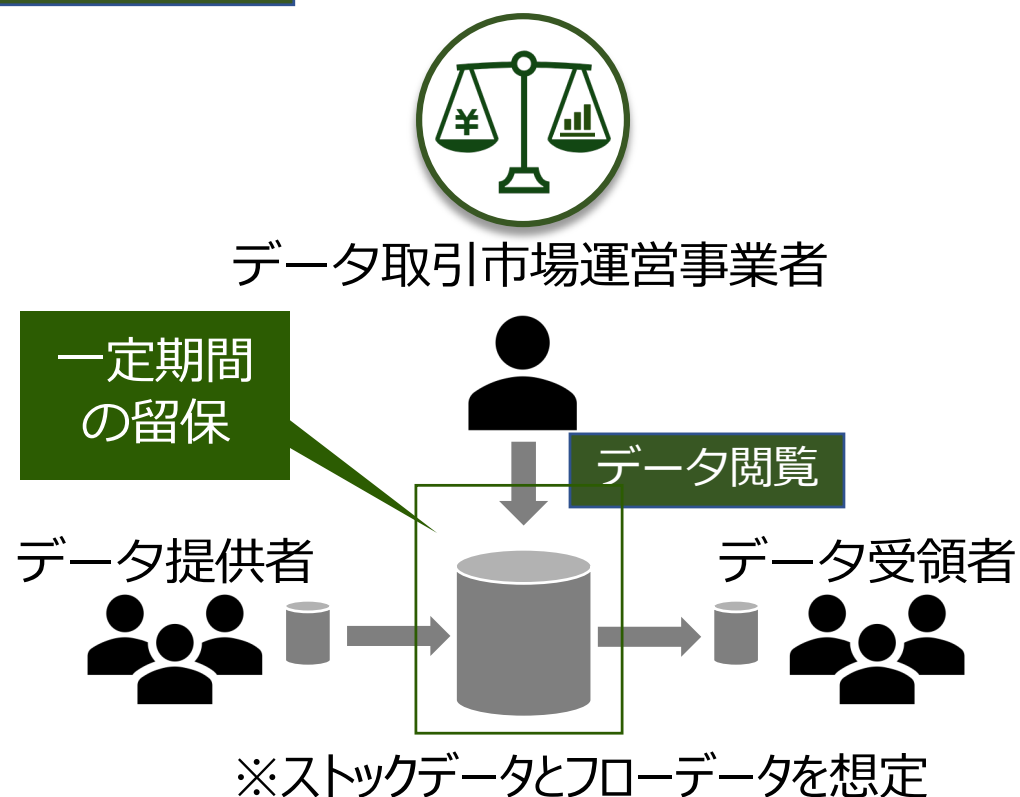 ¥
データ取引市場運営事業者
一定期間
の留保
データ閲覧
データ提供者
データ受領者
※ストックデータとフローデータを想定